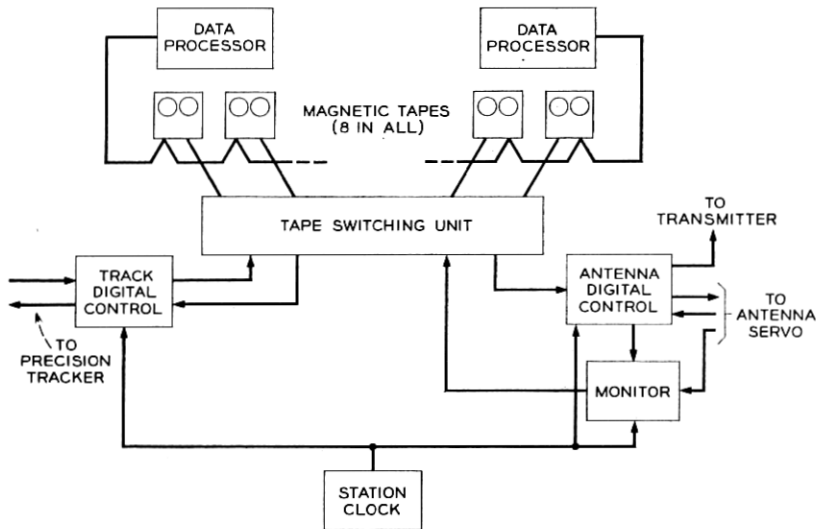 DATA
PROCESSOR
DATA
PROCESSOR
MAGNETIC TAPES
(8 IN ALL)
TAPE SWITCHING UNIT
TO
TRANSMITTER
TRACK
DIGITAL
CONTROL
ANTENNA
DIGITAL
CONTROL
TO
ANTENNA
SERVO
TO
PRECISION
TRACKER
MONITOR
STATION
CLOCK